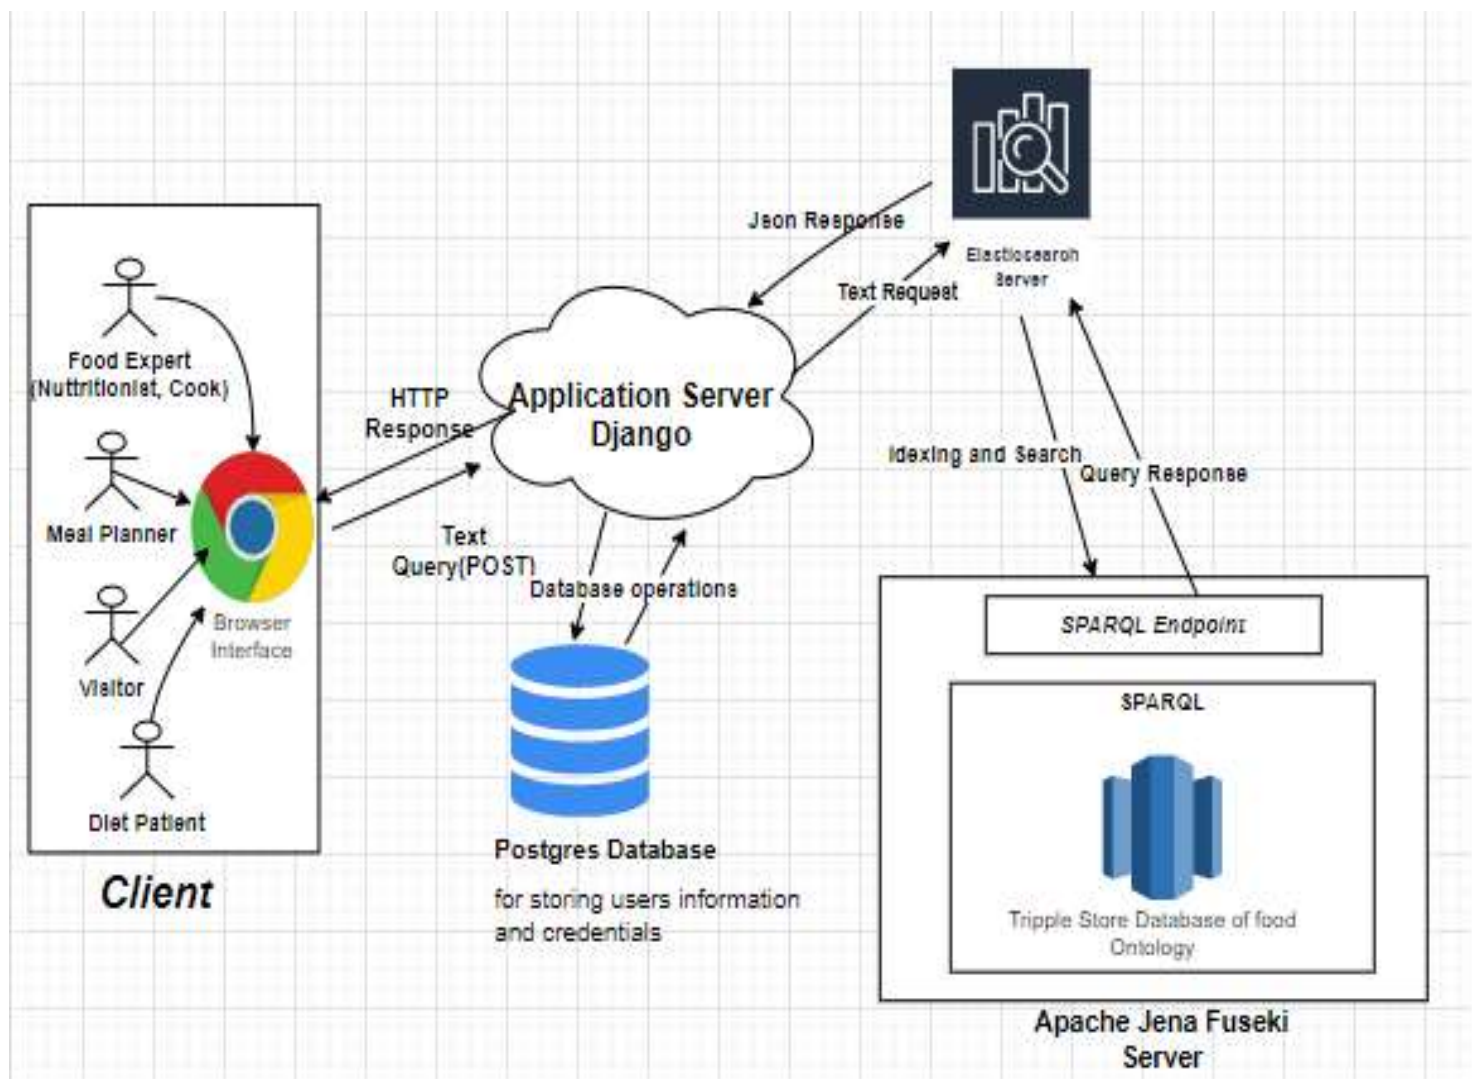 Json Response
Elasticsearch
Server
Text Request
Food Expert
(Nuttritionist, Cook)
HTTP
Response
Application Server
Django
Idexing and Search
Query Response
Meal Planner
Text
Query(POST)
Database operations
Browser
Interface
SPARQL Endpoint
Visitor
SPARQL
Diet Patient
Postgres Database
Client
for storing users information
and credentials
Tripple Store Database of food
Ontology
Apache Jena Fuseki
Server